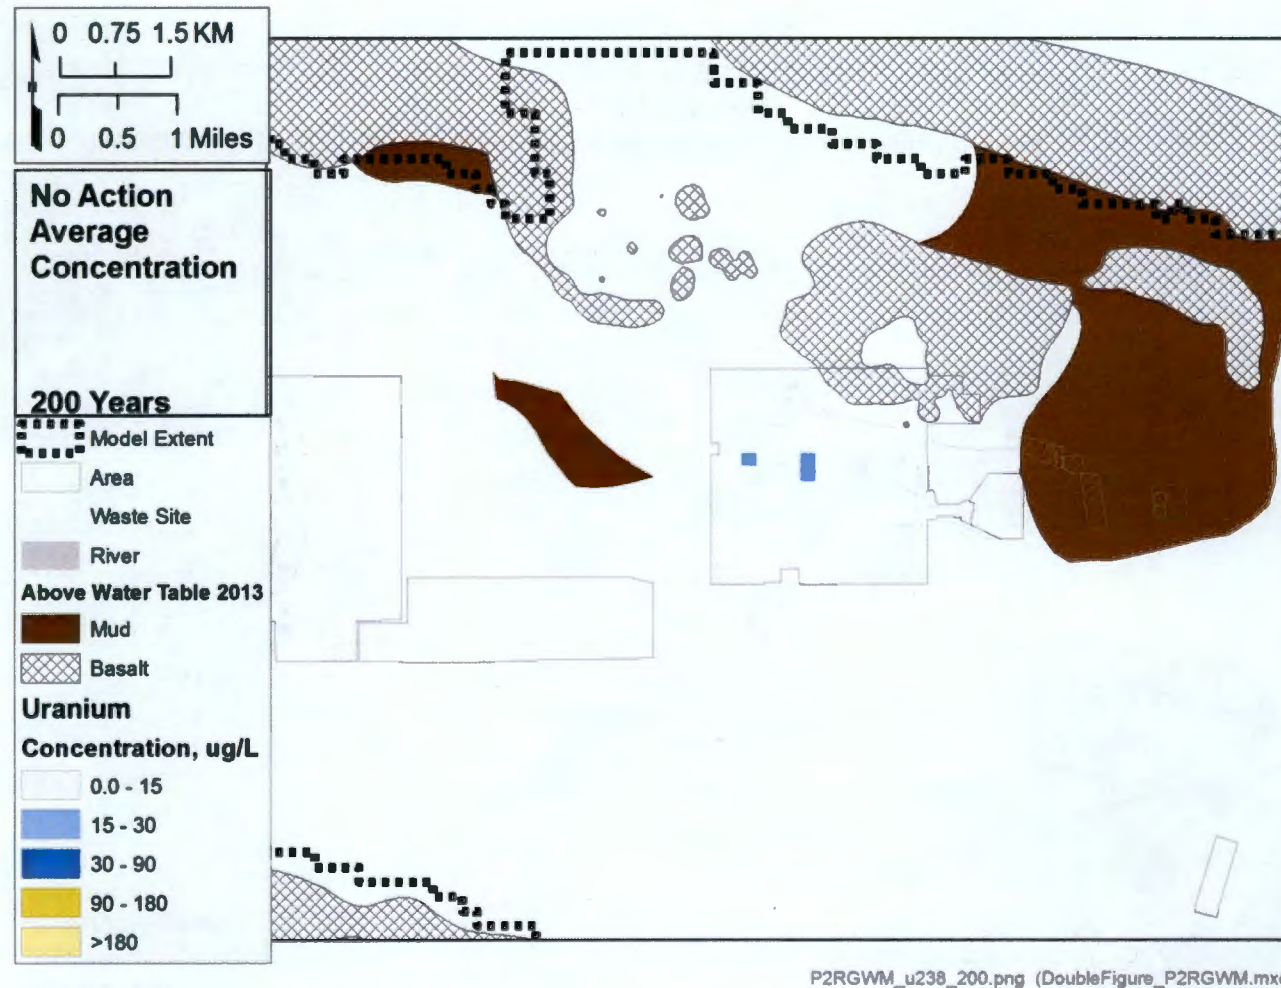 0 0.75 1.5 KM
0 0.5 1 Miles
No Action
Average
Concentration
200 Years
Model Extent
Area
Waste Site
River
Above Water Table 2013
Mud
Basalt
Uranium
Concentration, ug/L
0.0 - 15
15 - 30
30 - 90
90 - 180
>180
P2RGWM_u238_200.png (DoubleFigure_P2RGWM.mx